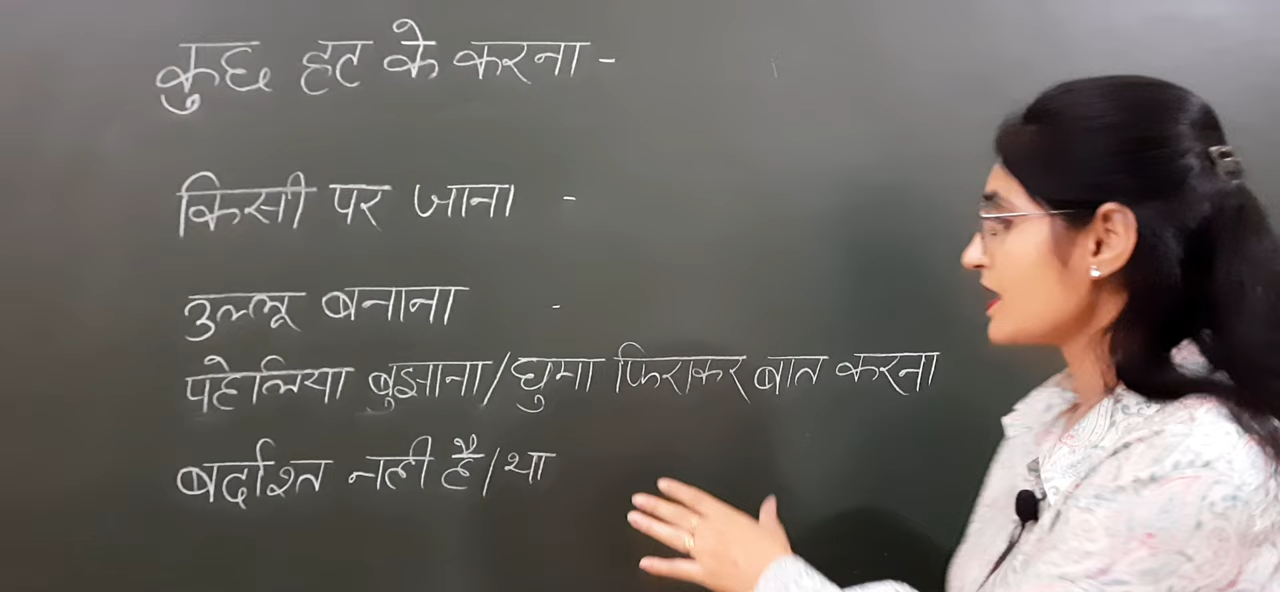 कुछ हट के करना -
किसी पर जाना -
उल्लू बनाना -
पहेलिया बुझाना/घुमा फिराकर बात करना
बर्दाश्त नही है/था